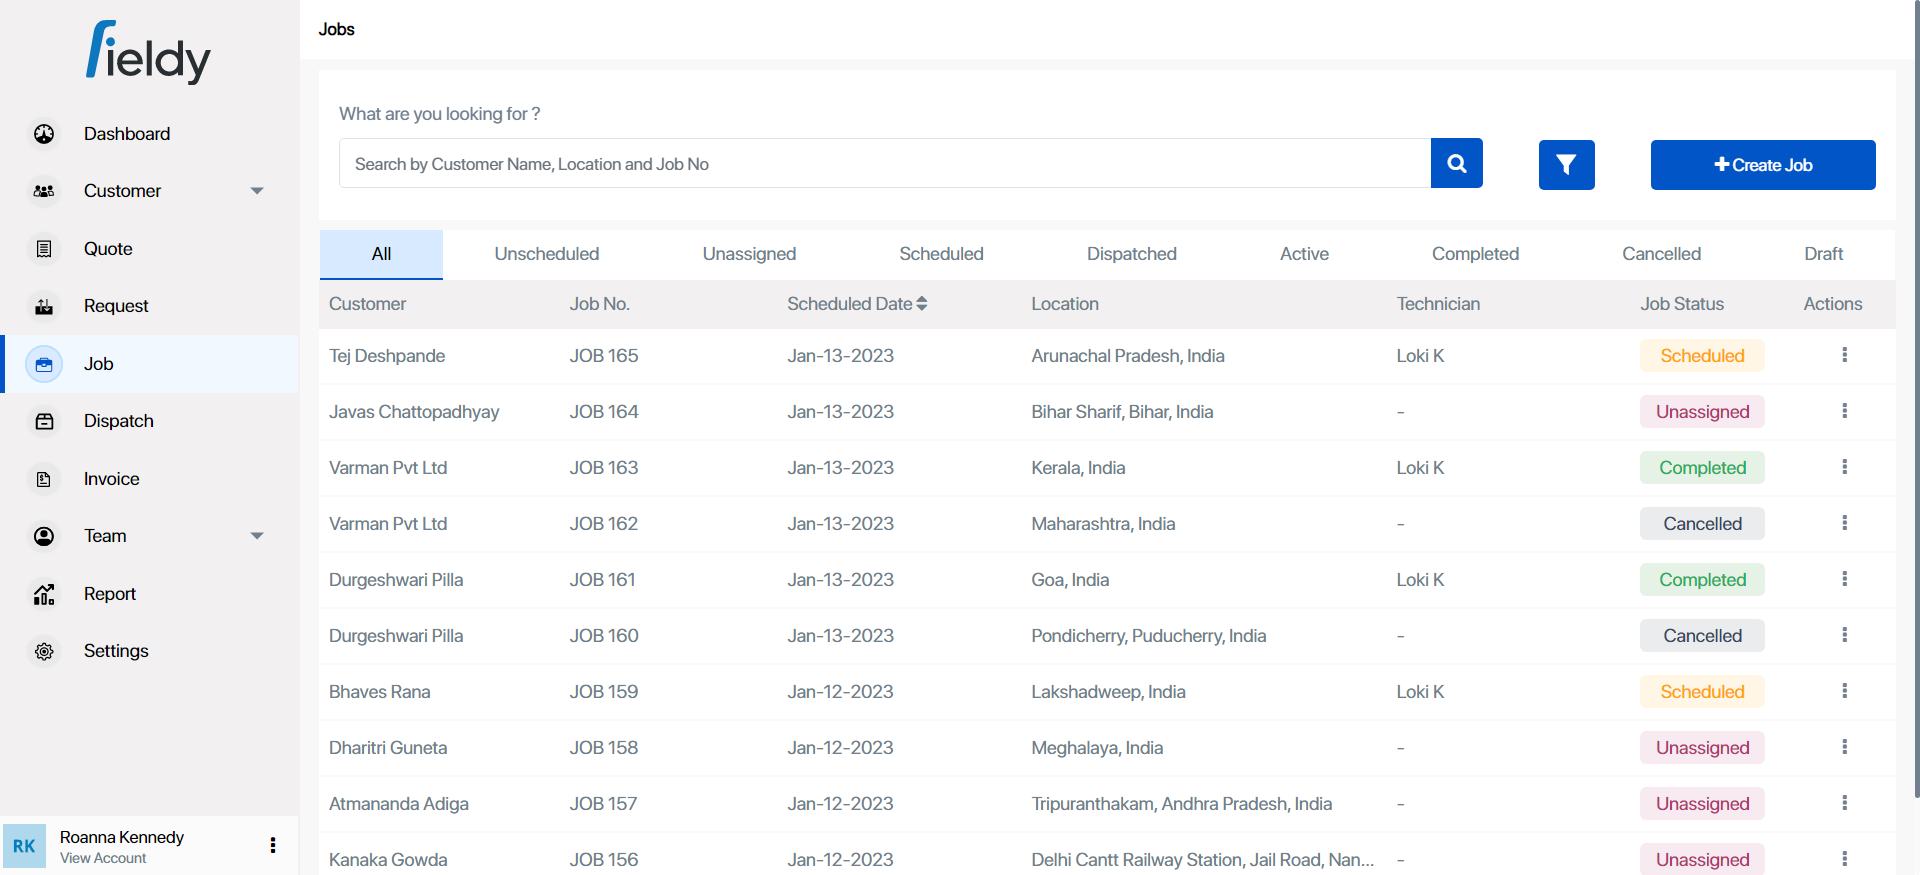 fieldy
Dashboard
Customer
Quote
Request
Job
Dispatch
Invoice
Team
Report
Settings
RK
Roanna Kennedy
View Account
Jobs
What are you looking for ?
Search by Customer Name, Location and Job No
Create Job
All Unscheduled Unassigned Scheduled Dispatched Active Completed Cancelled Draft
Customer Job No. Scheduled Date Location Technician Job Status Actions
Tej Deshpande JOB 165 Jan-13-2023 Arunachal Pradesh, India Loki K Scheduled
Javas Chattopadhyay JOB 164 Jan-13-2023 Bihar Sharif, Bihar, India - Unassigned
Varman Pvt Ltd JOB 163 Jan-13-2023 Kerala, India Loki K Completed
Varman Pvt Ltd JOB 162 Jan-13-2023 Maharashtra, India - Cancelled
Durgeshwari Pilla JOB 161 Jan-13-2023 Goa, India Loki K Completed
Durgeshwari Pilla JOB 160 Jan-13-2023 Pondicherry, Puducherry, India - Cancelled
Bhaves Rana JOB 159 Jan-12-2023 Lakshadweep, India Loki K Scheduled
Dharitri Guneta JOB 158 Jan-12-2023 Meghalaya, India - Unassigned
Atmananda Adiga JOB 157 Jan-12-2023 Tripuranthakam, Andhra Pradesh, India - Unassigned
Kanaka Gowda JOB 156 Jan-12-2023 Delhi Cantt Railway Station, Jail Road, Nan... - Unassigned